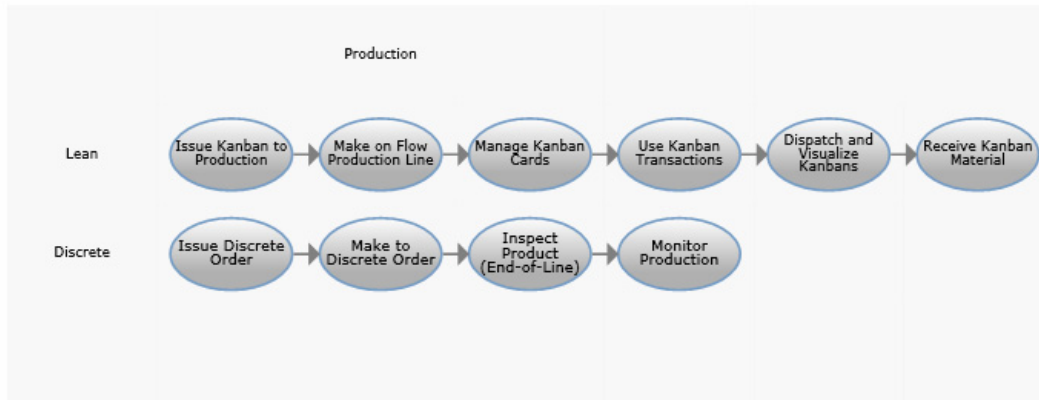 Production
Lean
Issue Kanban to
Production
Make on Flow
Production Line
Manage Kanban
Cards
Use Kanban
Transactions
Dispatch and
Visualize
Kanbans
Receive Kanban
Material
Discrete
Issue Discrete
Order
Make to
Discrete Order
Inspect
Product
(End-of-Line)
Monitor
Production